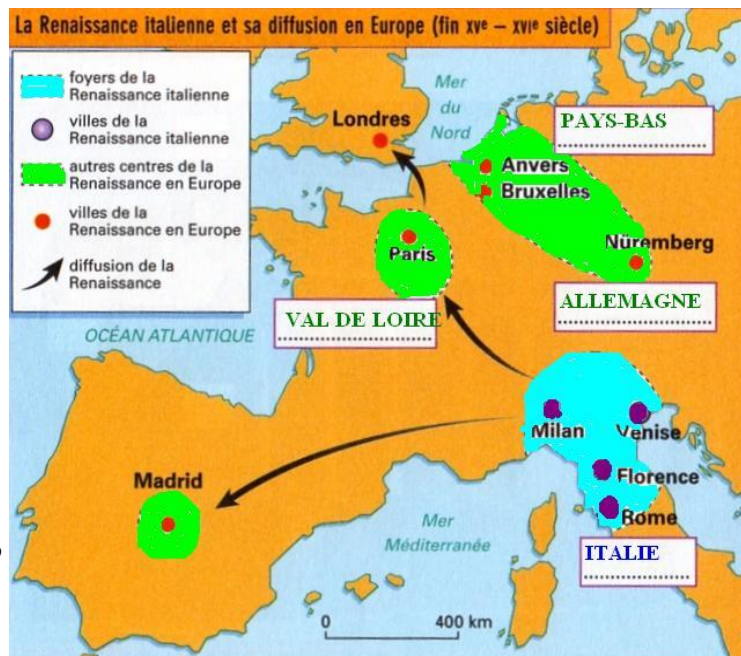 La Renaissance italienne et sa diffusion en Europe (fin XVe – XVIe siècle)
foyers de la
Renaissance italienne
villes de la
Renaissance italienne
autres centres de la
Renaissance en Europe
villes de la
Renaissance en Europe
diffusion de la
Renaissance
Mer
du
Nord
Londres
PAYS-BAS
Anvers
Bruxelles
Paris
Nüremberg
VAL DE LOIRE
ALLEMAGNE
OCÉAN ATLANTIQUE
Milan
Venise
Florence
Rome
Madrid
Mer
Méditerranée
ITALIE
0 400 km